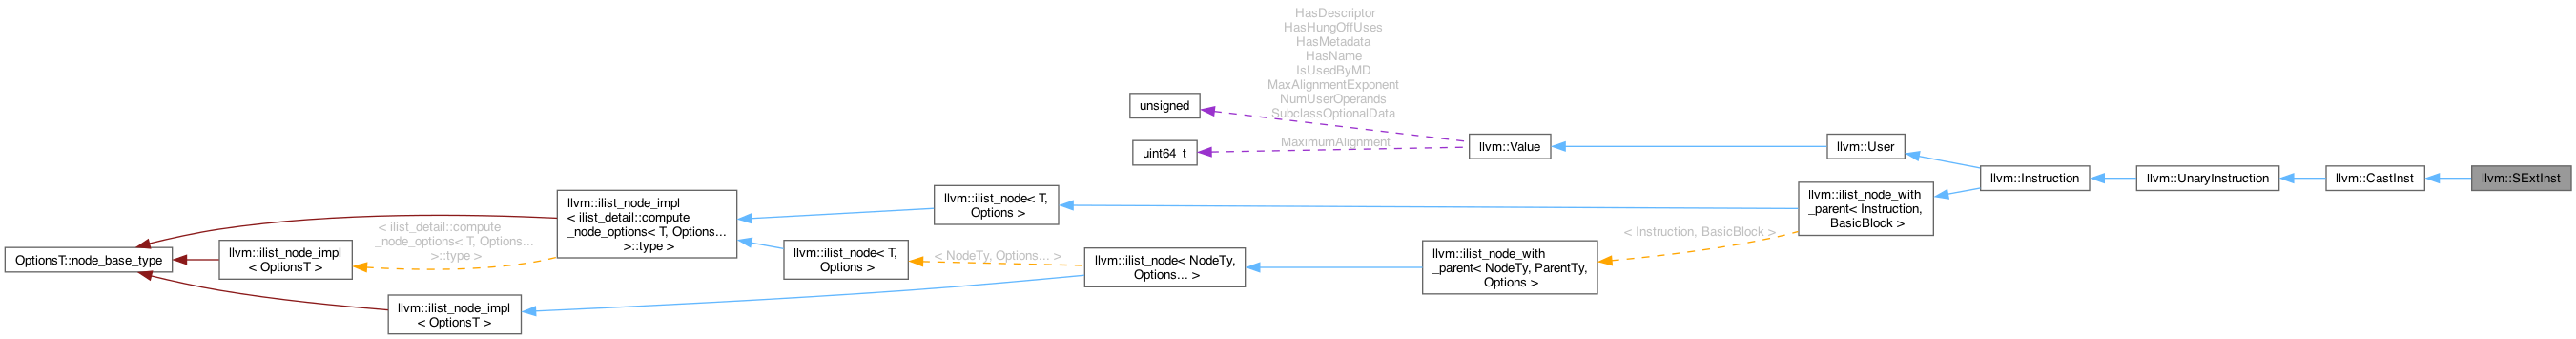 HasDescriptor
HasHungOffUses
HasMetadata
HasName
IsUsedByMD
MaxAlignmentExponent
NumUserOperands
SubclassOptionalData
unsigned
MaximumAlignment
uint64_t
llvm::Value
llvm::User
llvm::Instruction
llvm::UnaryInstruction
llvm::CastInst
llvm::SExtInst
llvm::ilist_node_with
_parent< Instruction,
BasicBlock >
llvm::ilist_node< T,
Options >
llvm::ilist_node_impl
< ilist_detail::compute
_node_options< T, Options...
>::type >
< ilist_detail::compute
_node_options< T, Options...
>::type >
OptionsT::node_base_type
llvm::ilist_node_impl
< OptionsT >
llvm::ilist_node< T,
Options >
< NodeTy, Options... >
llvm::ilist_node< NodeTy,
Options... >
llvm::ilist_node_with
_parent< NodeTy, ParentTy,
Options >
< Instruction, BasicBlock >
llvm::ilist_node_impl
< OptionsT >